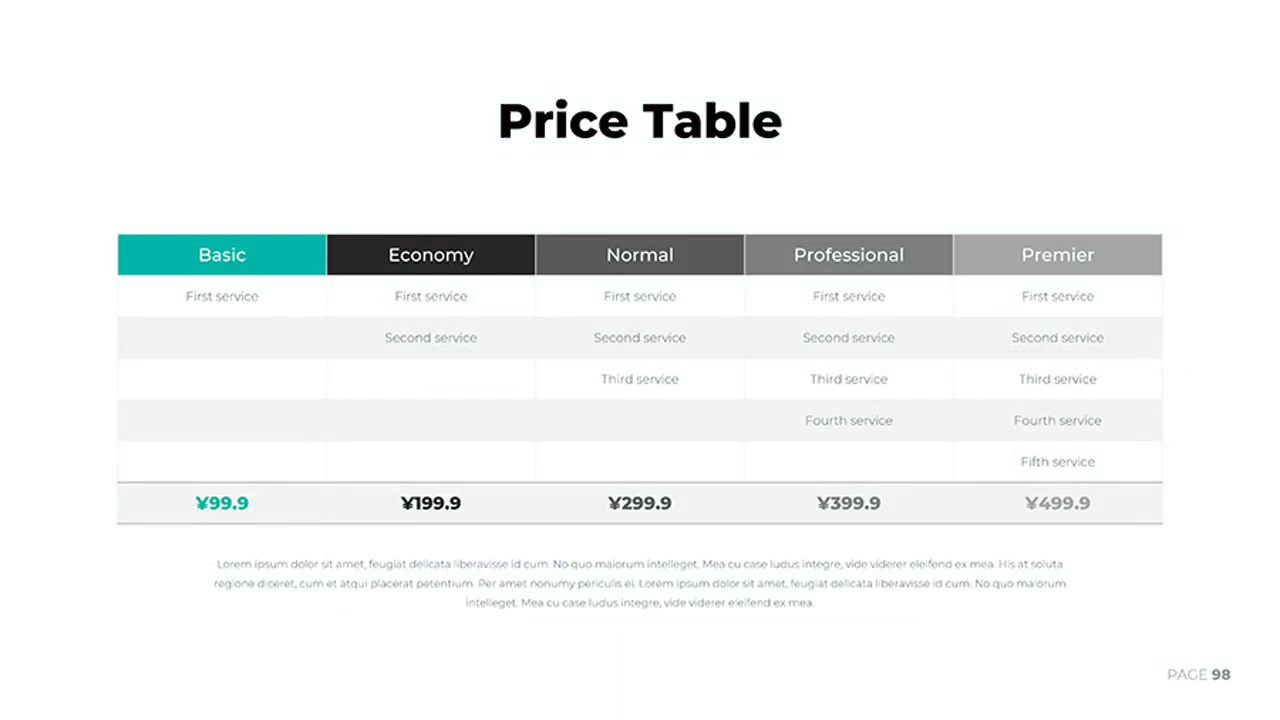 Price Table
Basic Economy Normal Professional Premier
First service First service First service First service First service
Second service Second service Second service Second service
Third service Third service Third service
Fourth service Fourth service
Fifth service
¥99.9 ¥199.9 ¥299.9 ¥399.9 ¥499.9
Lorem ipsum dolor sit amet, feugiat delicata liberavisse id cum. No quo maiorum intelleget. Mea cu case ludus integre, vide viderer eleifend ex mea. His at soluta
regione diceret, cum et atqui placerat petentium. Per amet nonumy periculis ei. Lorem ipsum dolor sit amet, feugiat delicata liberavisse id cum. No quo maiorum
intelleget. Mea cu case ludus integre, vide viderer eleifend ex mea.
PAGE 98